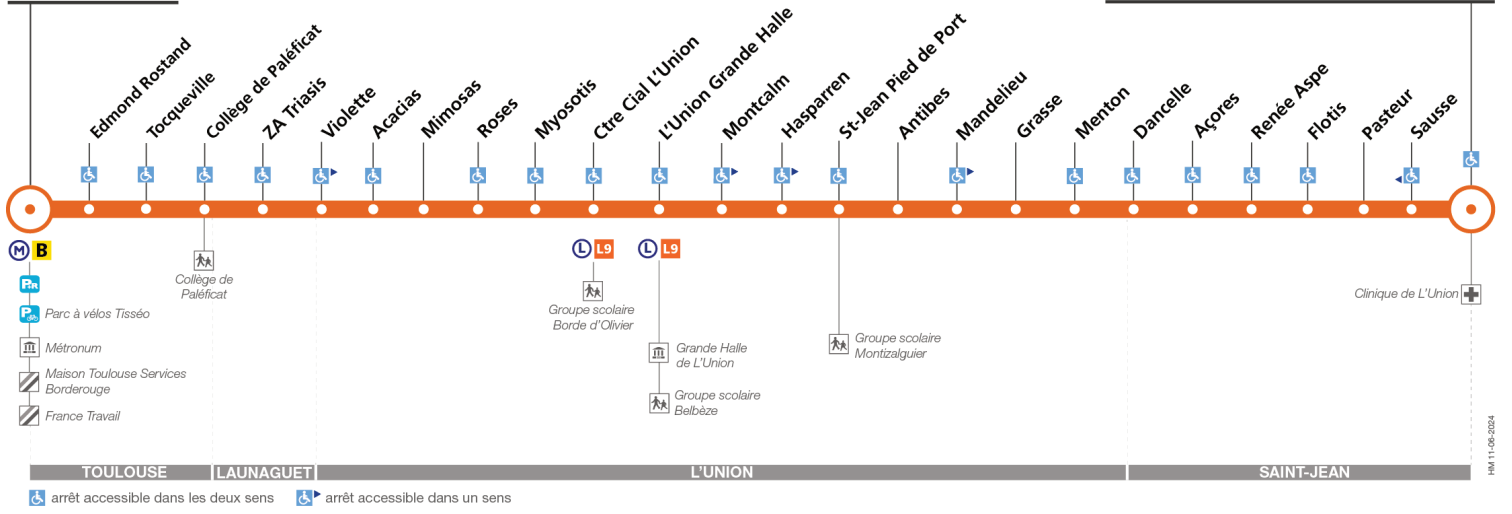 Edmond Rostand
Tocqueville
Collège de Paléficat
ZA Triasis
Violette
Acacias
Mimosas
Roses
Myosotis
Ctre Cial L'Union
L'Union Grande Halle
Montcalm
Hasparren
St-Jean Pied de Port
Antibes
Mandelieu
Grasse
Menton
Dancelle
Açores
Renée Aspe
Flotis
Pasteur
Sausse
M B
P+R
P
Parc à vélos Tisséo
Métronum
Maison Toulouse Services
Borderouge
France Travail
Collège de
Paléficat
L L9
Groupe scolaire
Borde d'Olivier
L L9
Grande Halle
de L'Union
Groupe scolaire
Belbèze
Groupe scolaire
Montizalguier
Clinique de L'Union
HM 11-06-2024
TOULOUSE
LAUNAGUET
L'UNION
SAINT-JEAN
arrêt accessible dans les deux sens
arrêt accessible dans un sens